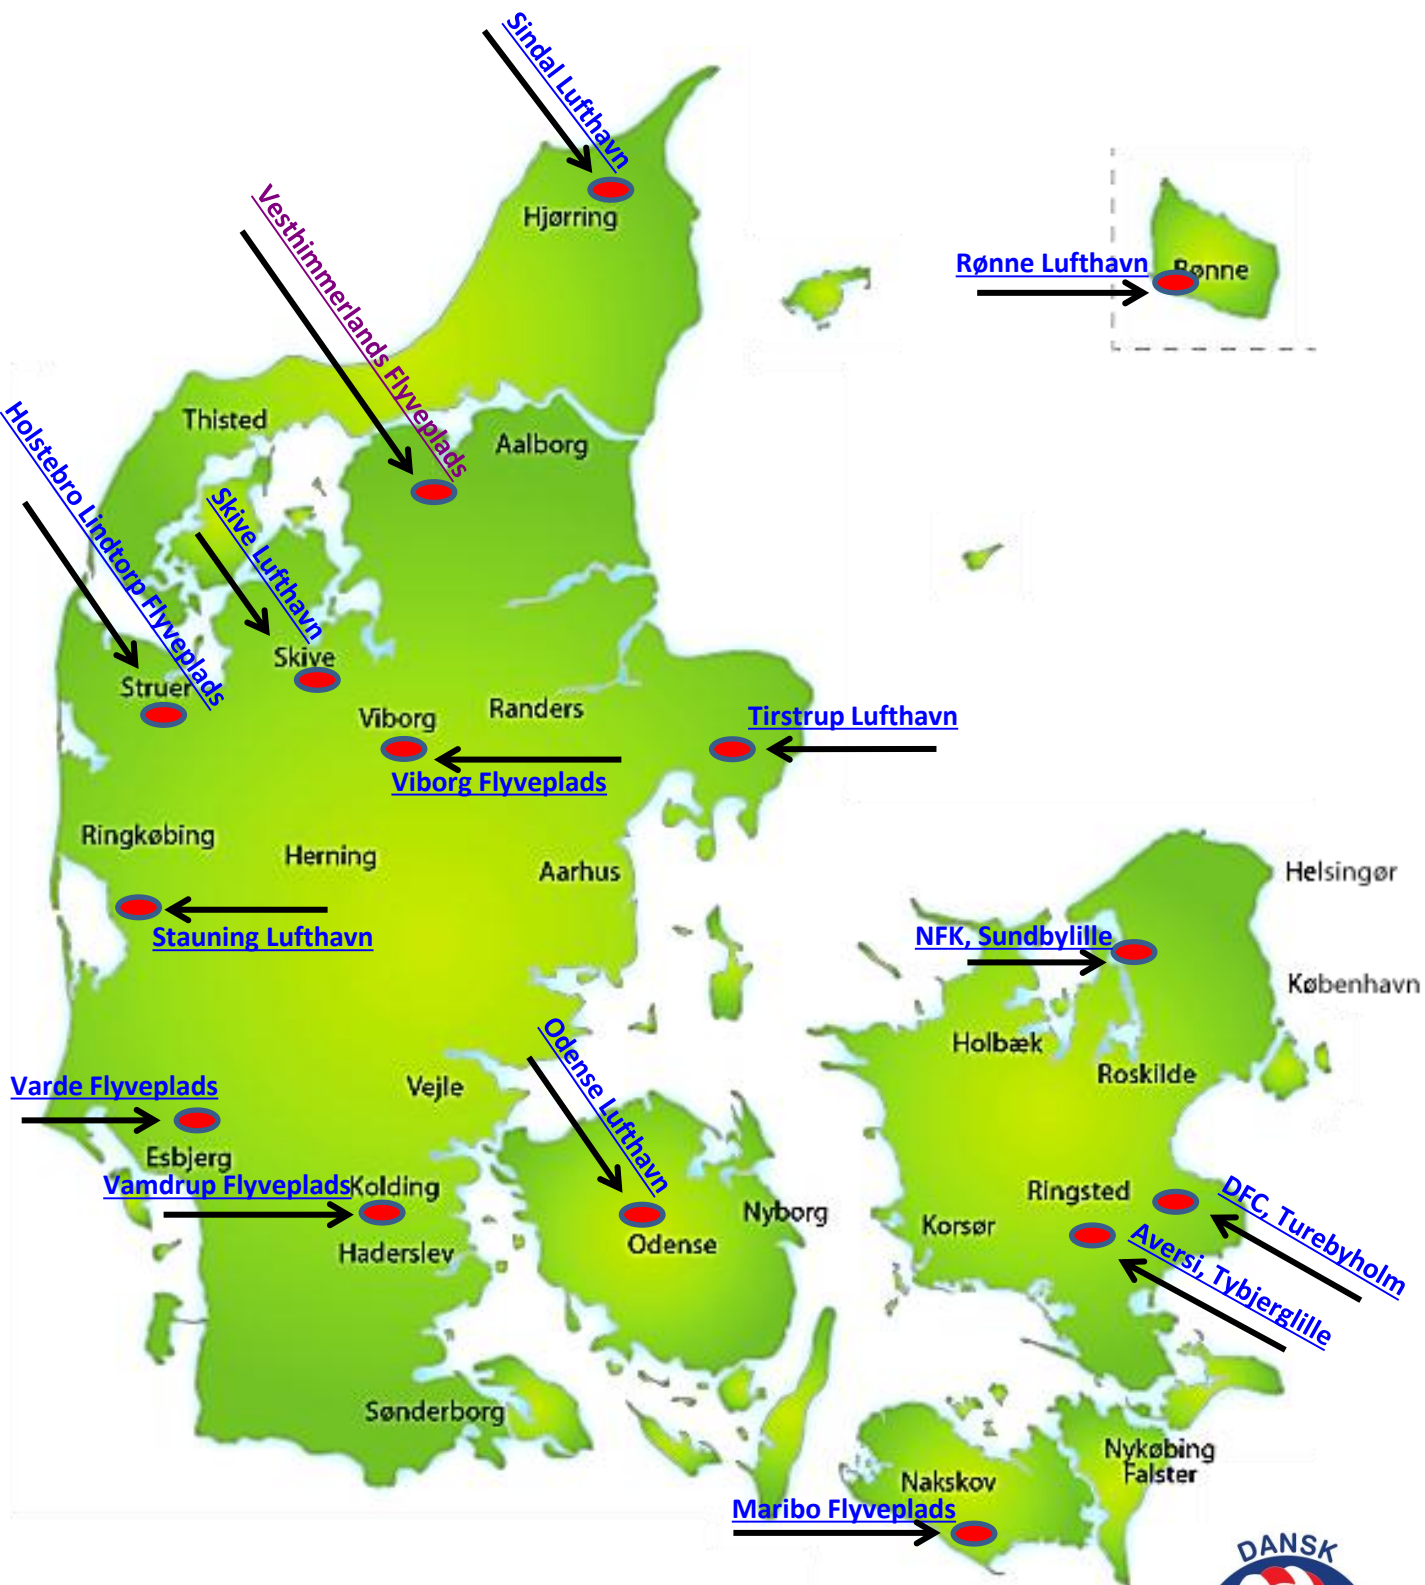 Sindal Lufthavn
Hjørring
Vesthimmerlands Flyveplads
Rønne Lufthavn
Rønne
Thisted
Aalborg
Holstebro Lindtorp Flyveplads
Skive Lufthavn
Skive
Struer
Viborg
Randers
Tirstrup Lufthavn
Viborg Flyveplads
Ringkøbing
Herning
Aarhus
Helsingør
Stauning Lufthavn
NFK, Sundbylille
København
Holbæk
Odense Lufthavn
Roskilde
Varde Flyveplads
Vejle
Esbjerg
Vamdrup Flyveplads
Kolding
Haderslev
Nyborg
Odense
Korsør
Ringsted
DFC, Turebyholm
Aversi, Tybjerglille
Sønderborg
Nykøbing
Falster
Nakskov
Maribo Flyveplads
DANSK